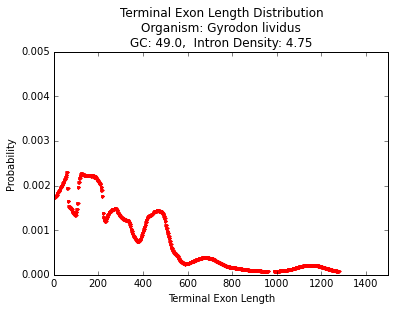 Terminal Exon Length Distribution
Organism: Gyrodon lividus
GC: 49.0,  Intron Density: 4.75
0.005
0.004
0.003
0.002
0.001
0.000
Probability
0 200 400 600 800 1000 1200 1400
Terminal Exon Length